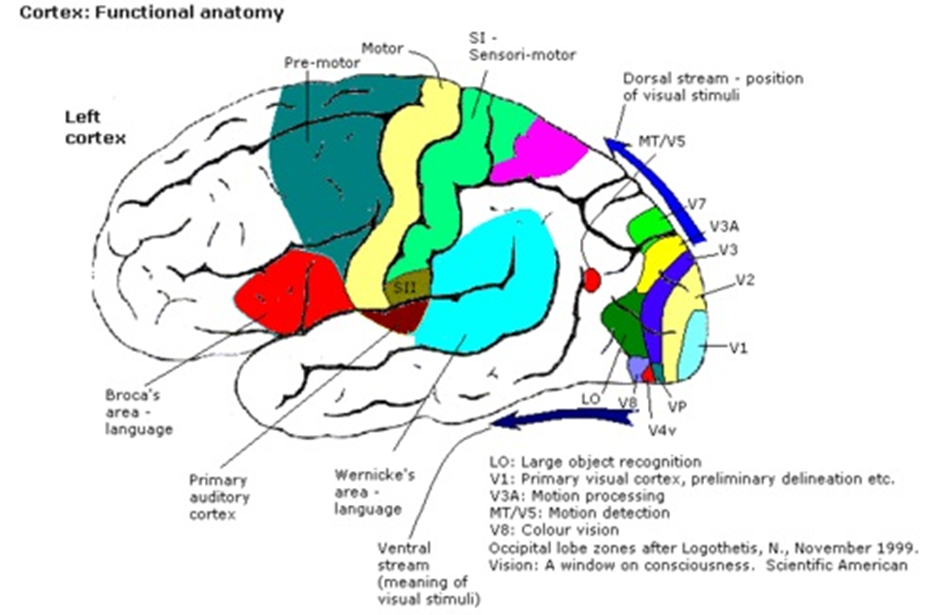 Cortex: Functional anatomy
Left
cortex
Pre-motor
Motor
SI -
Sensori-motor
Dorsal stream - position
of visual stimuli
MT/V5
V7
V3A
V3
V2
V1
SII
LO
V8
VP
V4v
Broca's
area -
language
Primary
auditory
cortex
Wernicke's
area -
language
Ventral
stream
(meaning of
visual stimuli)
LO: Large object recognition
V1: Primary visual cortex, preliminary delineation etc.
V3A: Motion processing
MT/V5: Motion detection
V8: Colour vision
Occipital lobe zones after Logothetis, N., November 1999.
Vision: A window on consciousness. Scientific American